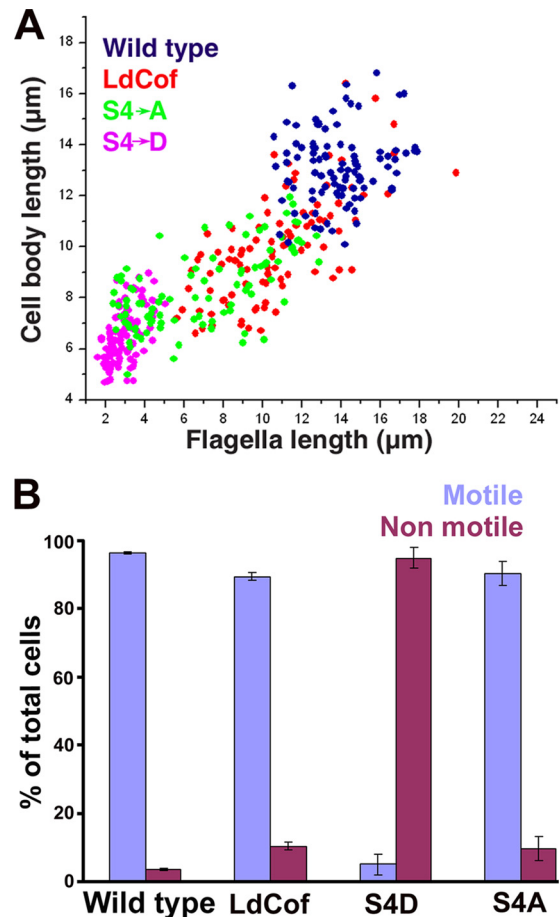 A
Wild type
LdCof
S4→A
S4→D
Cell body length (µm)
18
16
14
12
10
8
6
4
2 4 6 8 10 12 14 16 18 20 22 24
Flagella length (µm)
B
Motile
Non motile
% of total cells
100
80
60
40
20
0
Wild type LdCof S4D S4A